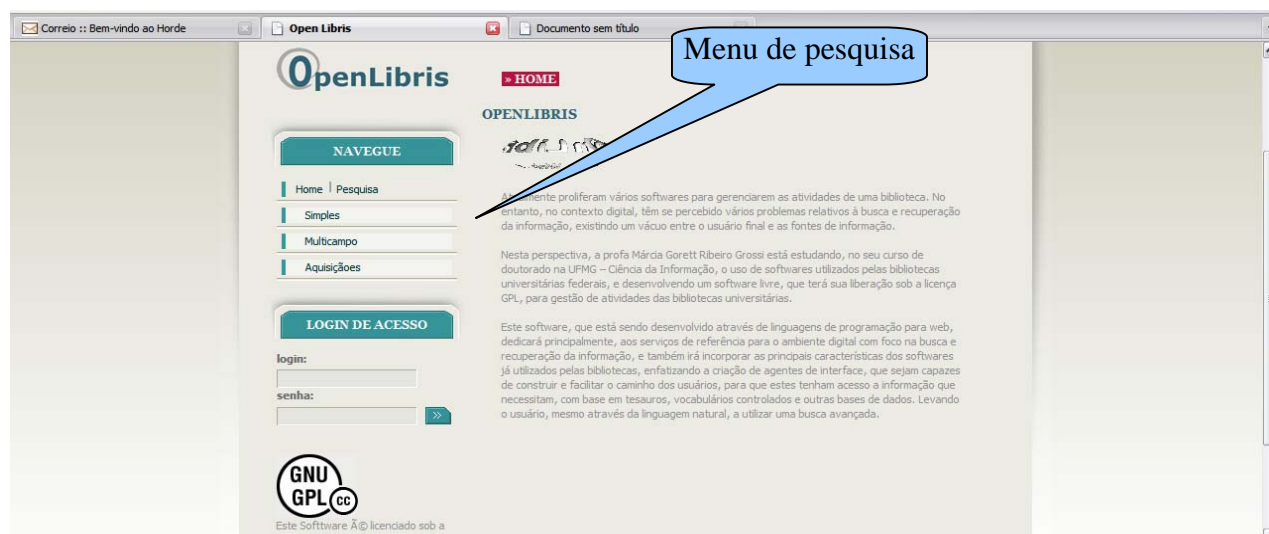 Correio :: Bem-vindo ao Horde
Open Libris
Documento sem título
Menu de pesquisa
OpenLibris
» HOME
OPENLIBRIS
NAVEGUE
Home | Pesquisa
Simples
Multicampo
Aquisiçãoes
LOGIN DE ACESSO
login:
senha:
»
GNU
GPL cc
Este Softtware Ã© licenciado sob a
proliferam vários softwares para gerenciarem as atividades de uma biblioteca. No
entanto, no contexto digital, têm se percebido vários problemas relativos à busca e recuperação
da informação, existindo um vácuo entre o usuário final e as fontes de informação.
Nesta perspectiva, a profa Márcia Gorett Ribeiro Grossi está estudando, no seu curso de
doutorado na UFMG – Ciência da Informação, o uso de softwares utilizados pelas bibliotecas
universitárias federais, e desenvolvendo um software livre, que terá sua liberação sob a licença
GPL, para gestão de atividades das bibliotecas universitárias.
Este software, que está sendo desenvolvido através de linguagens de programação para web,
dedicará principalmente, aos serviços de referência para o ambiente digital com foco na busca e
recuperação da informação, e também irá incorporar as principais características dos softwares
já utilizados pelas bibliotecas, enfatizando a criação de agentes de interface, que sejam capazes
de construir e facilitar o caminho dos usuários, para que estes tenham acesso a informação que
necessitam, com base em tesauros, vocabulários controlados e outras bases de dados. Levando
o usuário, mesmo através da linguagem natural, a utilizar uma busca avançada.